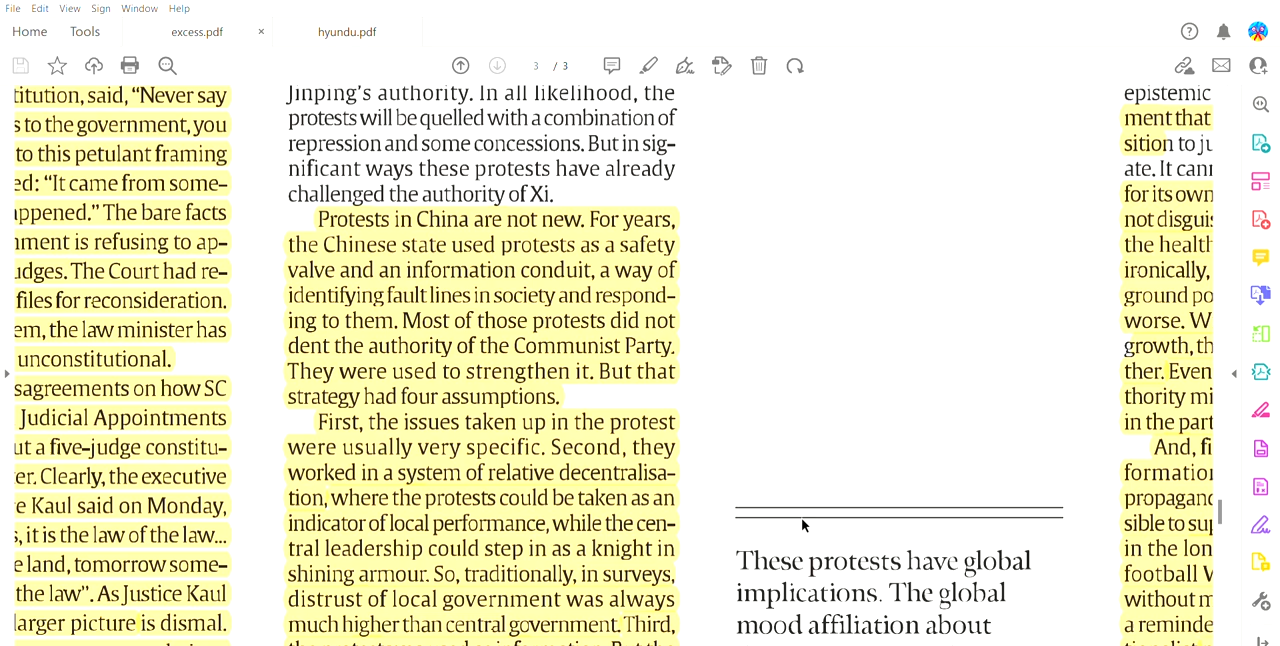 File Edit View Sign Window Help
Home Tools excess.pdf × hyundu.pdf
3 / 3
titution, said, “Never say
s to the government, you
to this petulant framing
ed: “It came from some-
appened.” The bare facts
nment is refusing to ap-
udges. The Court had re-
files for reconsideration.
em, the law minister has
unconstitutional.
sagreements on how SC
Judicial Appointments
ut a five-judge constitu-
er. Clearly, the executive
e Kaul said on Monday,
s, it is the law of the law...
e land, tomorrow some-
the law”. As Justice Kaul
larger picture is dismal.
Jinping’s authority. In all likelihood, the
protests will be quelled with a combination of
repression and some concessions. But in sig-
nificant ways these protests have already
challenged the authority of Xi.
Protests in China are not new. For years,
the Chinese state used protests as a safety
valve and an information conduit, a way of
identifying fault lines in society and respond-
ing to them. Most of those protests did not
dent the authority of the Communist Party.
They were used to strengthen it. But that
strategy had four assumptions.
First, the issues taken up in the protest
were usually very specific. Second, they
worked in a system of relative decentralisa-
tion, where the protests could be taken as an
indicator of local performance, while the cen-
tral leadership could step in as a knight in
shining armour. So, traditionally, in surveys,
distrust of local government was always
much higher than central government. Third,
These protests have global
implications. The global
mood affiliation about
epistemic
ment that
sition to ju
ate. It cann
for its own
not disguis
the health
ironically,
ground po
worse. W
growth, th
ther. Even
thority mi
in the part
And, fi
formation
propagand
sible to sup
in the lon
football W
without m
a reminde